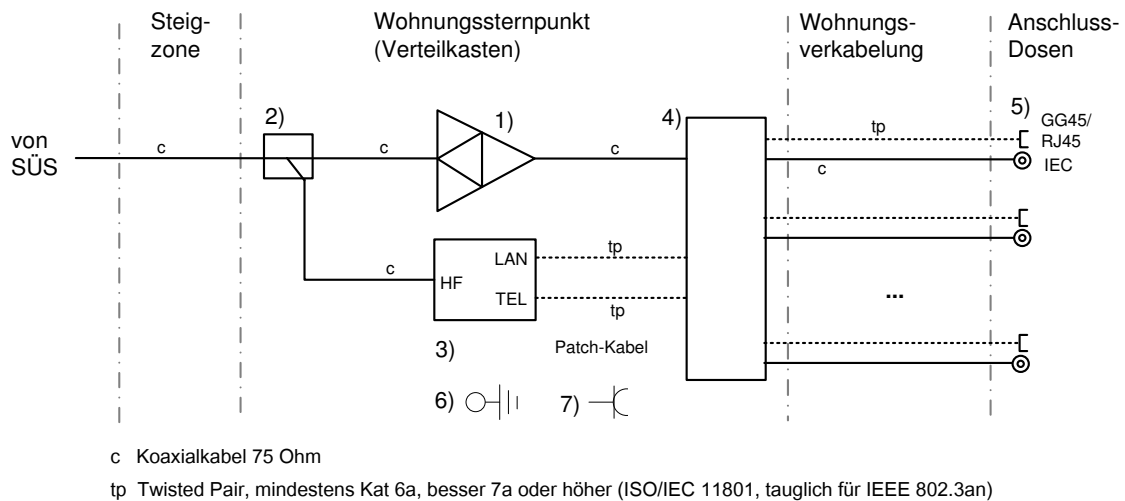 Steig-
zone
Wohnungssternpunkt
(Verteilkasten)
Wohnungs-
verkabelung
Anschluss-
Dosen
von
SÜS
c
2)
c
1)
c
4)
tp
c
5)
GG45/
RJ45
IEC
c
HF
LAN
TEL
tp
tp
...
3)
Patch-Kabel
6)
7)
c Koaxialkabel 75 Ohm
tp Twisted Pair, mindestens Kat 6a, besser 7a oder höher (ISO/IEC 11801, tauglich für IEEE 802.3an)